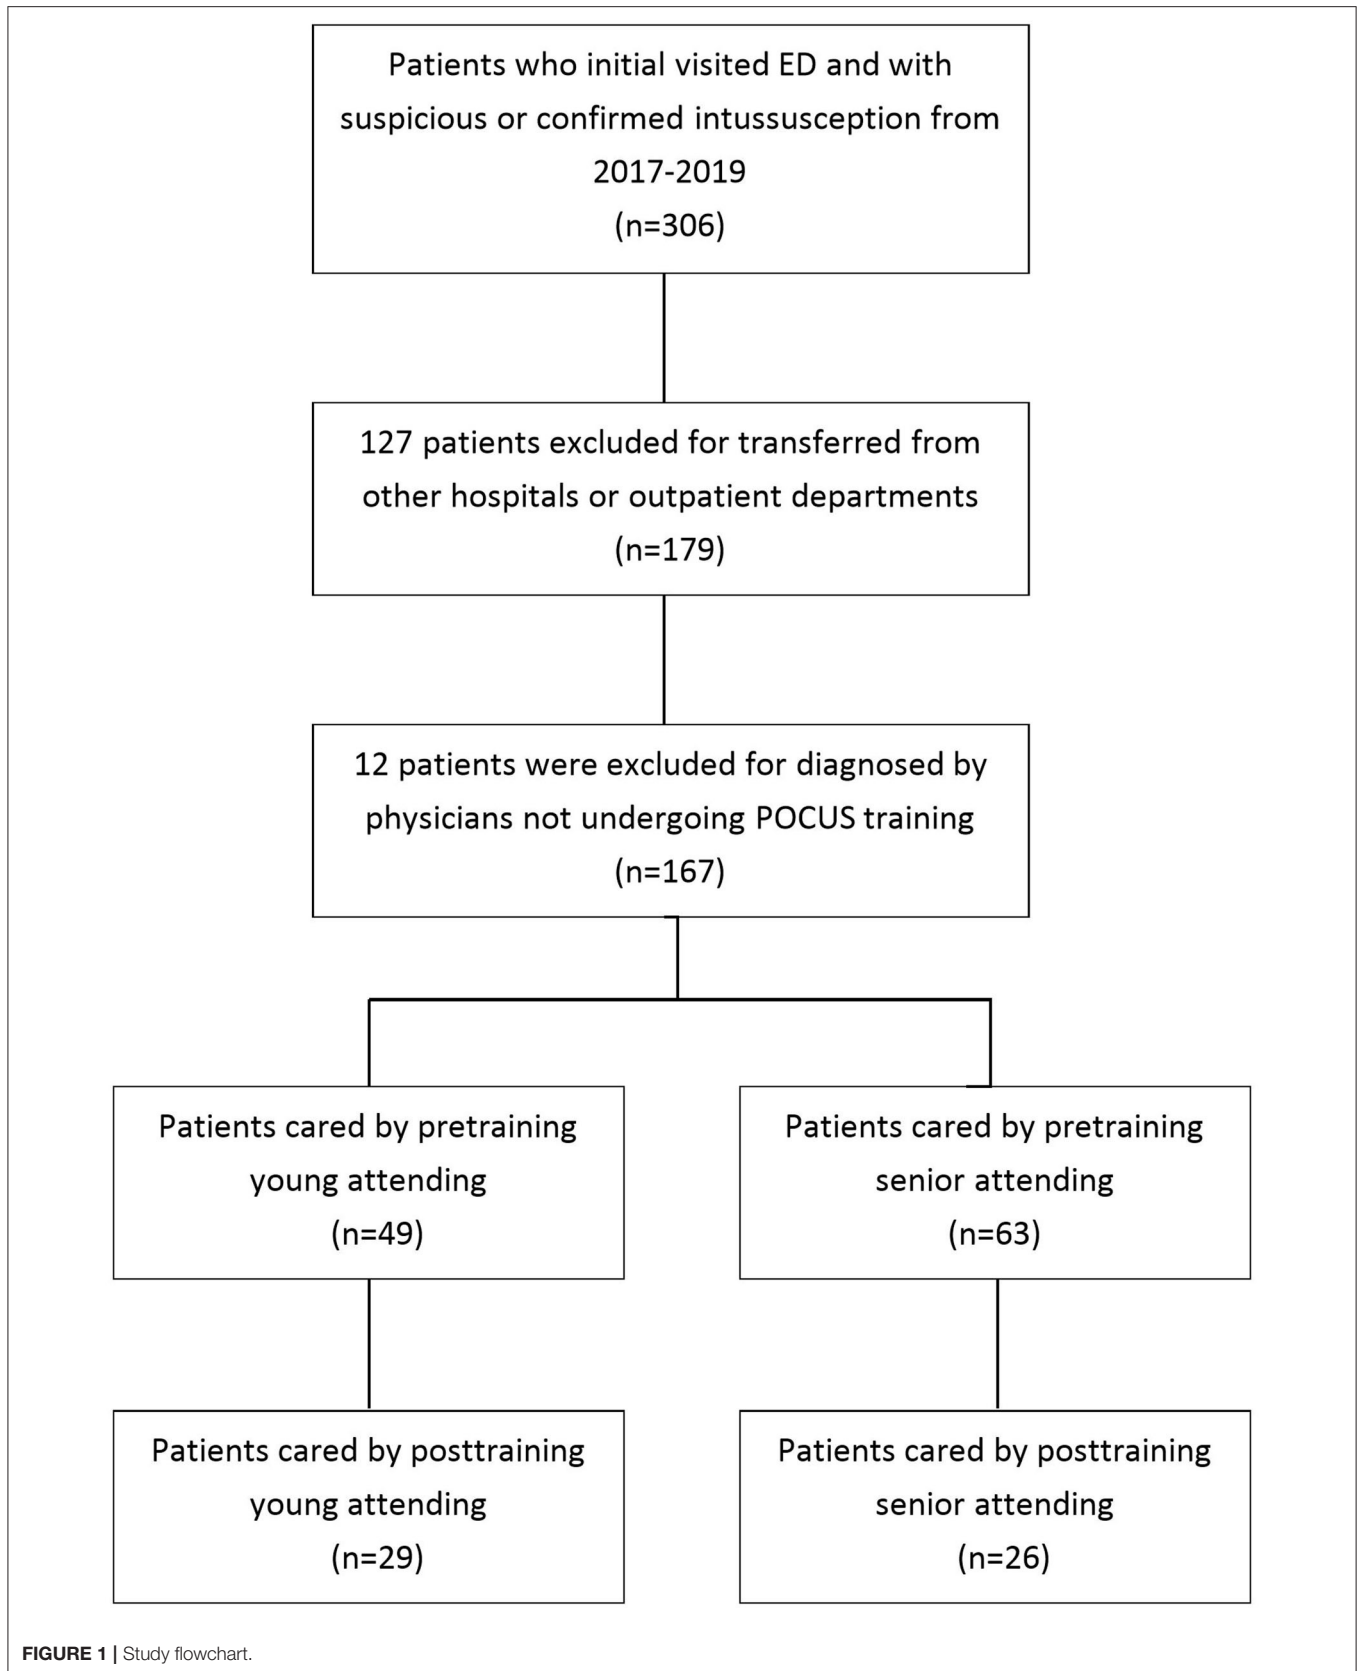 Patients who initial visited ED and with
suspicious or confirmed intussusception from
2017-2019
(n=306)
127 patients excluded for transferred from
other hospitals or outpatient departments
(n=179)
12 patients were excluded for diagnosed by
physicians not undergoing POCUS training
(n=167)
Patients cared by pretraining
young attending
(n=49)
Patients cared by pretraining
senior attending
(n=63)
Patients cared by posttraining
young attending
(n=29)
Patients cared by posttraining
senior attending
(n=26)
FIGURE 1 | Study flowchart.